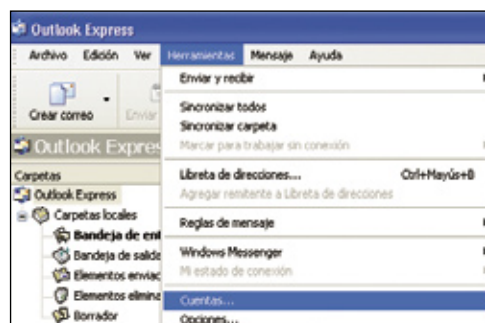 Outlook Express
Archivo Edición Ver Herramientas Mensaje Ayuda
Crear correo Enviar
Enviar y recibir
Sincronizar todos
Sincronizar carpeta
Marcar para trabajar sin conexión
Outlook Expres
Carpetas
Libreta de direcciones... Ctrl+Mayús+B
Outlook Express
Agregar remitente a Libreta de direcciones
Carpetas locales
Reglas de mensaje
Bandeja de ent
Bandeja de salida
Windows Messenger
Mi estado de conexión
Elementos enviac
Elementos elimina
Cuentas...
Borrador
Opciones...